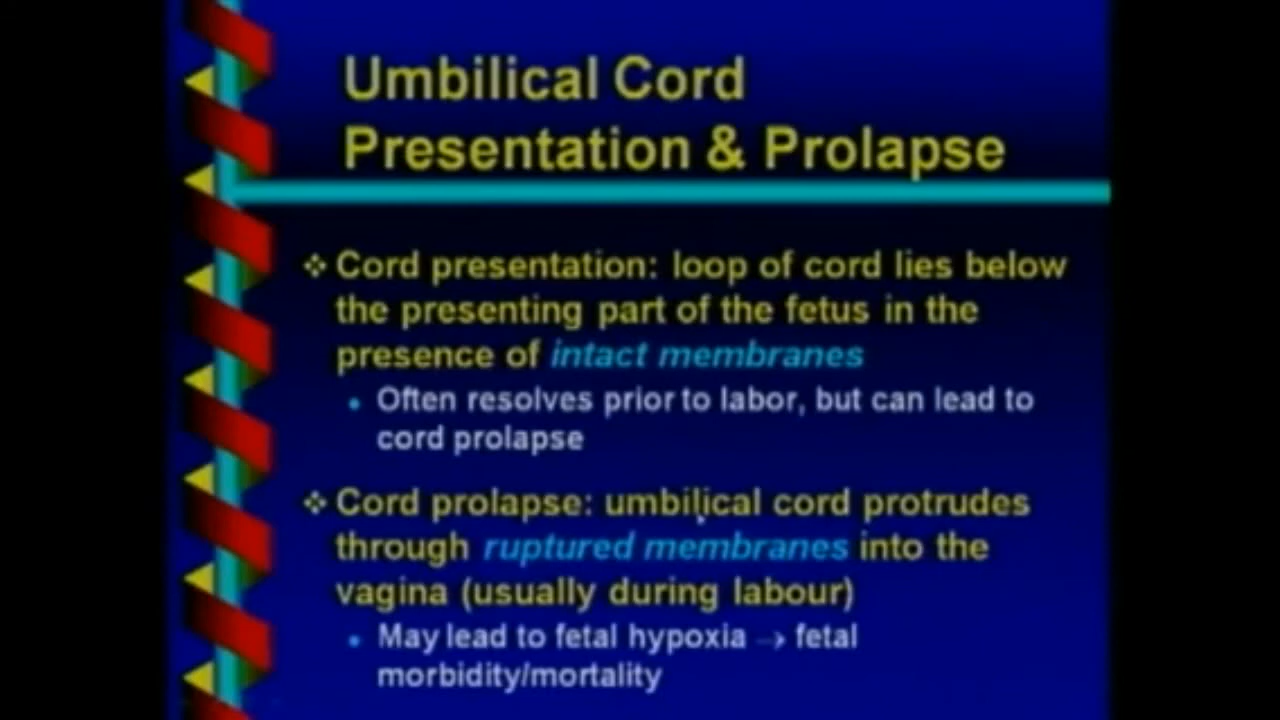 Umbilical Cord
Presentation & Prolapse
❖ Cord presentation: loop of cord lies below
the presenting part of the fetus in the
presence of intact membranes
• Often resolves prior to labor, but can lead to
cord prolapse
❖ Cord prolapse: umbilical cord protrudes
through ruptured membranes into the
vagina (usually during labour)
• May lead to fetal hypoxia → fetal
morbidity/mortality